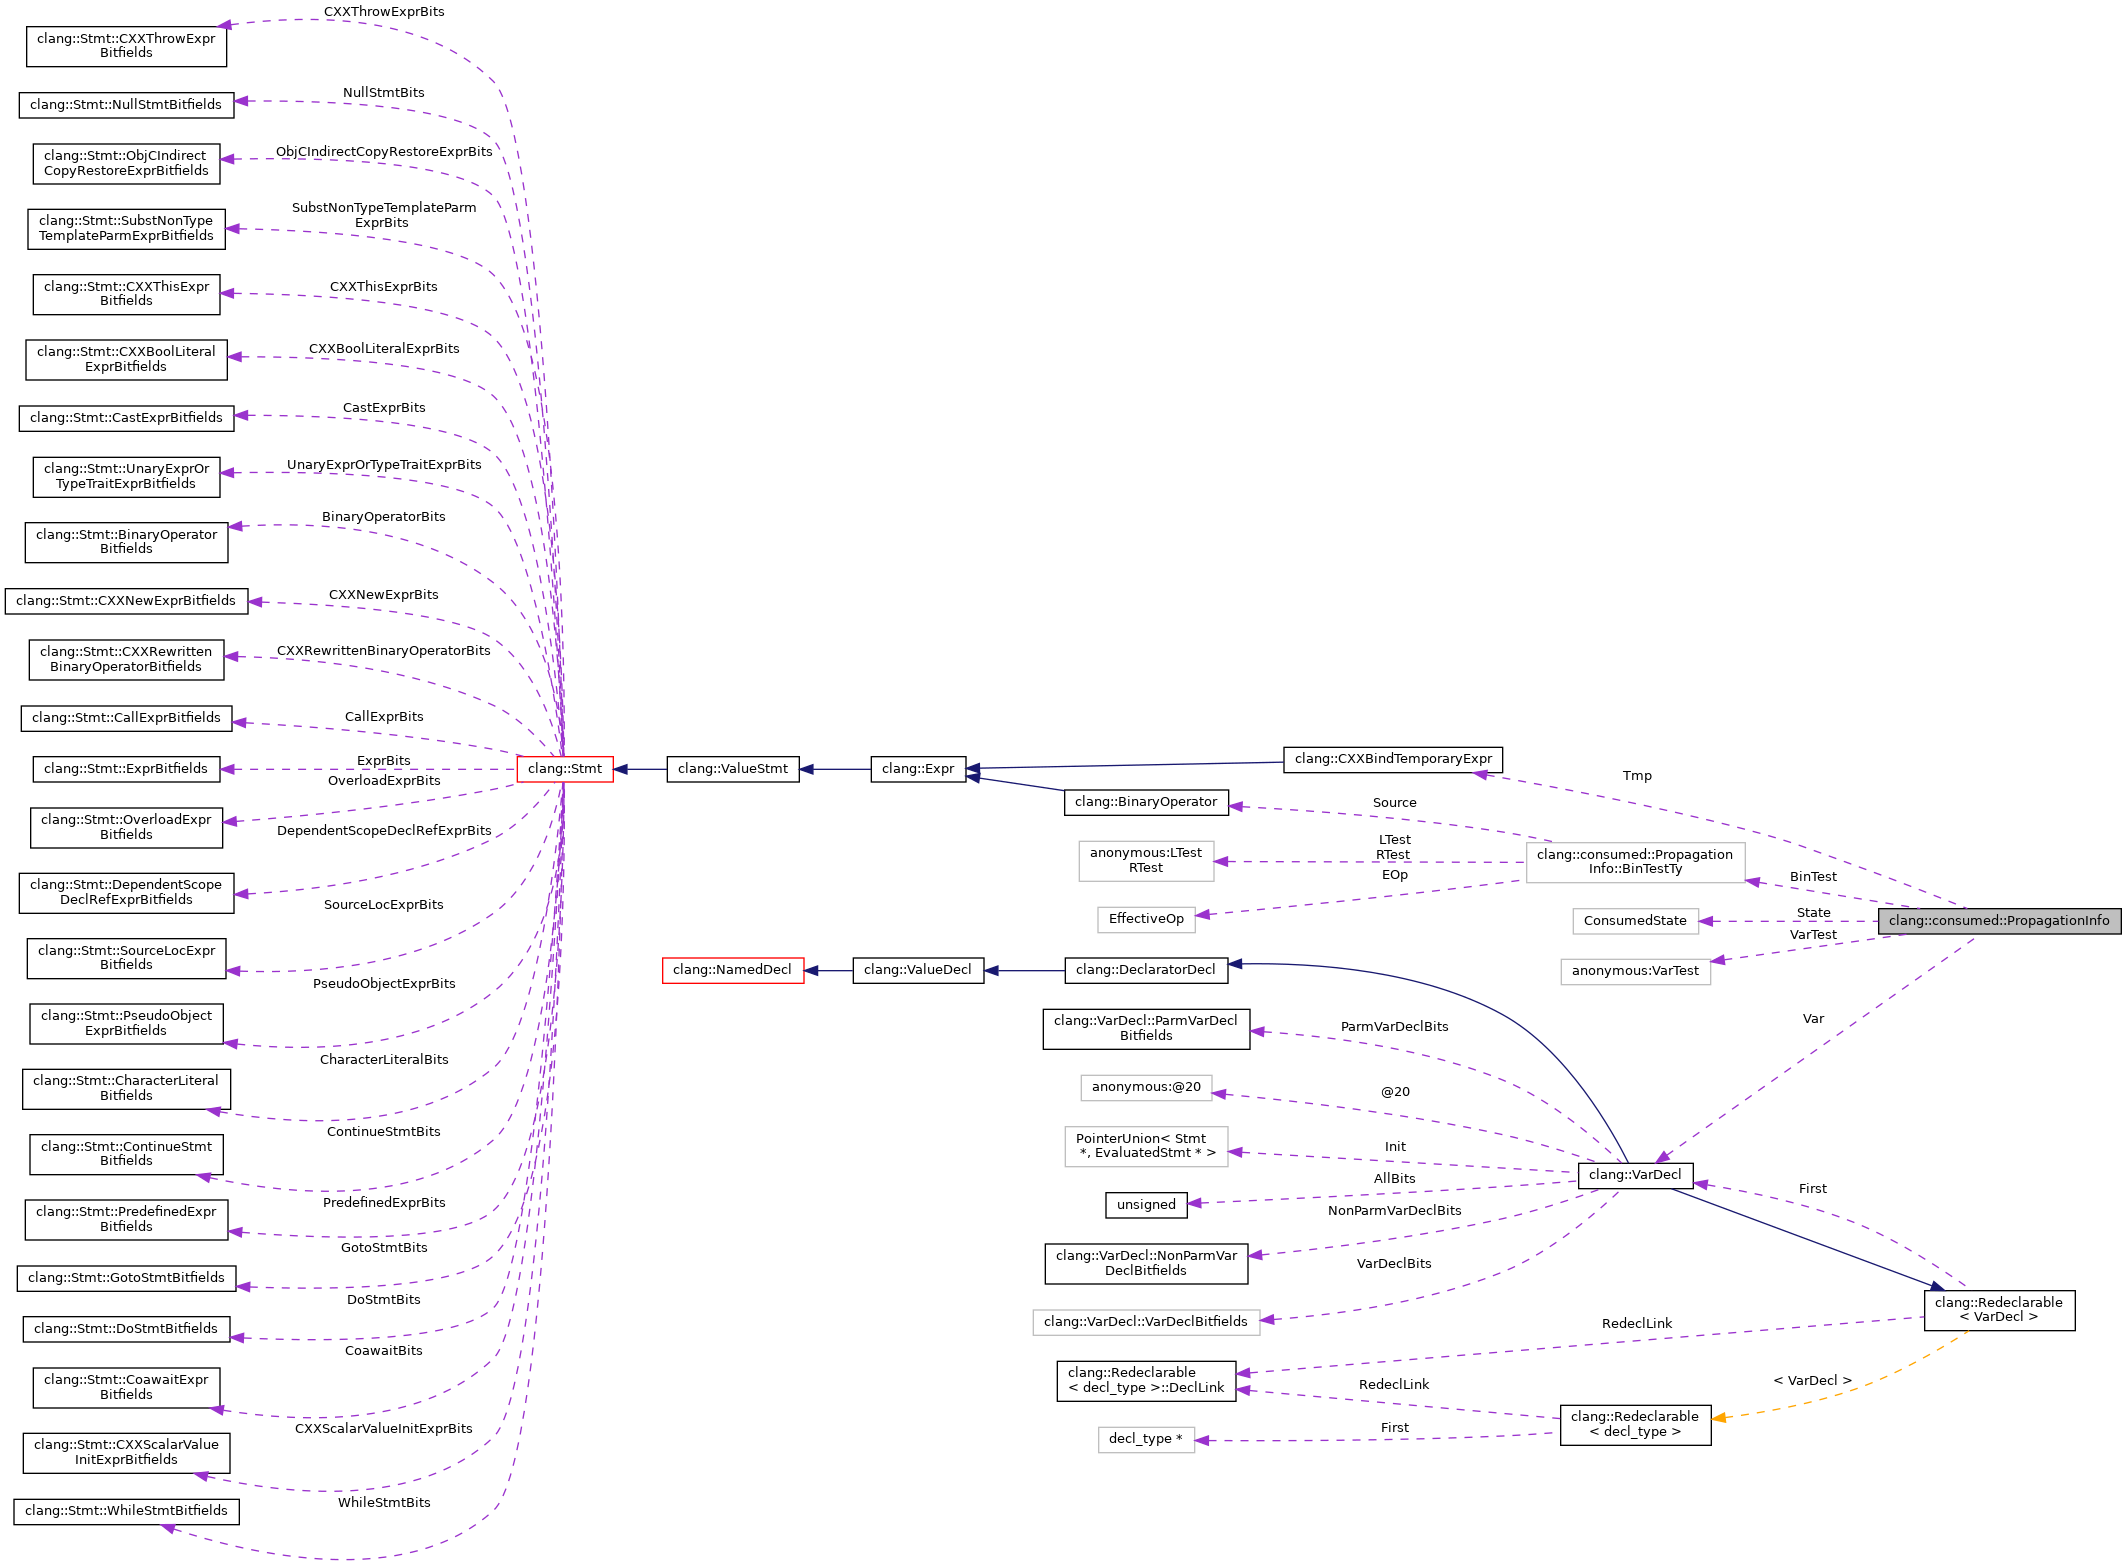 CXXThrowExprBits
clang::Stmt::CXXThrowExpr
Bitfields
NullStmtBits
clang::Stmt::NullStmtBitfields
ObjCIndirectCopyRestoreExprBits
clang::Stmt::ObjCIndirect
CopyRestoreExprBitfields
SubstNonTypeTemplateParm
ExprBits
clang::Stmt::SubstNonType
TemplateParmExprBitfields
CXXThisExprBits
clang::Stmt::CXXThisExpr
Bitfields
CXXBoolLiteralExprBits
clang::Stmt::CXXBoolLiteral
ExprBitfields
CastExprBits
clang::Stmt::CastExprBitfields
UnaryExprOrTypeTraitExprBits
clang::Stmt::UnaryExprOr
TypeTraitExprBitfields
BinaryOperatorBits
clang::Stmt::BinaryOperator
Bitfields
CXXNewExprBits
clang::Stmt::CXXNewExprBitfields
CXXRewrittenBinaryOperatorBits
clang::Stmt::CXXRewritten
BinaryOperatorBitfields
CallExprBits
clang::Stmt::CallExprBitfields
ExprBits
clang::Stmt::ExprBitfields
OverloadExprBits
clang::Stmt::OverloadExpr
Bitfields
DependentScopeDeclRefExprBits
clang::Stmt::DependentScope
DeclRefExprBitfields
SourceLocExprBits
clang::Stmt::SourceLocExpr
Bitfields
PseudoObjectExprBits
clang::Stmt::PseudoObject
ExprBitfields
CharacterLiteralBits
clang::Stmt::CharacterLiteral
Bitfields
ContinueStmtBits
clang::Stmt::ContinueStmt
Bitfields
PredefinedExprBits
clang::Stmt::PredefinedExpr
Bitfields
GotoStmtBits
clang::Stmt::GotoStmtBitfields
DoStmtBits
clang::Stmt::DoStmtBitfields
CoawaitBits
clang::Stmt::CoawaitExpr
Bitfields
CXXScalarValueInitExprBits
clang::Stmt::CXXScalarValue
InitExprBitfields
WhileStmtBits
clang::Stmt::WhileStmtBitfields
clang::Stmt
clang::ValueStmt
clang::Expr
clang::CXXBindTemporaryExpr
Tmp
clang::BinaryOperator
Source
anonymous:LTest
RTest
LTest
RTest
EOp
EffectiveOp
clang::consumed::Propagation
Info::BinTestTy
BinTest
State
ConsumedState
VarTest
anonymous:VarTest
clang::consumed::PropagationInfo
Var
clang::NamedDecl
clang::ValueDecl
clang::DeclaratorDecl
clang::VarDecl::ParmVarDecl
Bitfields
ParmVarDeclBits
anonymous:@20
@20
PointerUnion< Stmt
*, EvaluatedStmt * >
Init
AllBits
unsigned
NonParmVarDeclBits
clang::VarDecl::NonParmVar
DeclBitfields
VarDeclBits
clang::VarDecl::VarDeclBitfields
clang::VarDecl
First
clang::Redeclarable
< VarDecl >
RedeclLink
clang::Redeclarable
< decl_type >::DeclLink
RedeclLink
< VarDecl >
clang::Redeclarable
< decl_type >
First
decl_type *